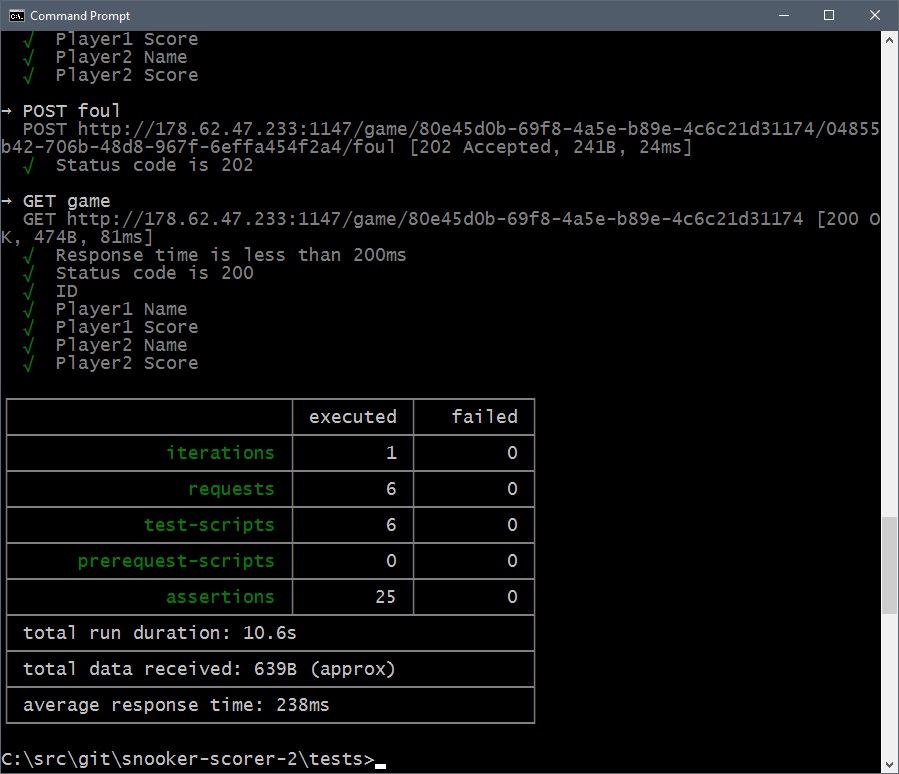 Command Prompt
√ Player1 Score
√ Player2 Name
√ Player2 Score
→ POST foul
POST http://178.62.47.233:1147/game/80e45d0b-69f8-4a5e-b89e-4c6c21d31174/04855
b42-706b-48d8-967f-6effa454f2a4/foul [202 Accepted, 241B, 24ms]
√ Status code is 202
→ GET game
GET http://178.62.47.233:1147/game/80e45d0b-69f8-4a5e-b89e-4c6c21d31174 [200 O
K, 474B, 81ms]
√ Response time is less than 200ms
√ Status code is 200
√ ID
√ Player1 Name
√ Player1 Score
√ Player2 Name
√ Player2 Score
executed failed
iterations 1 0
requests 6 0
test-scripts 6 0
prerequest-scripts 0 0
assertions 25 0
total run duration: 10.6s
total data received: 639B (approx)
average response time: 238ms
C:\src\git\snooker-scorer-2\tests>